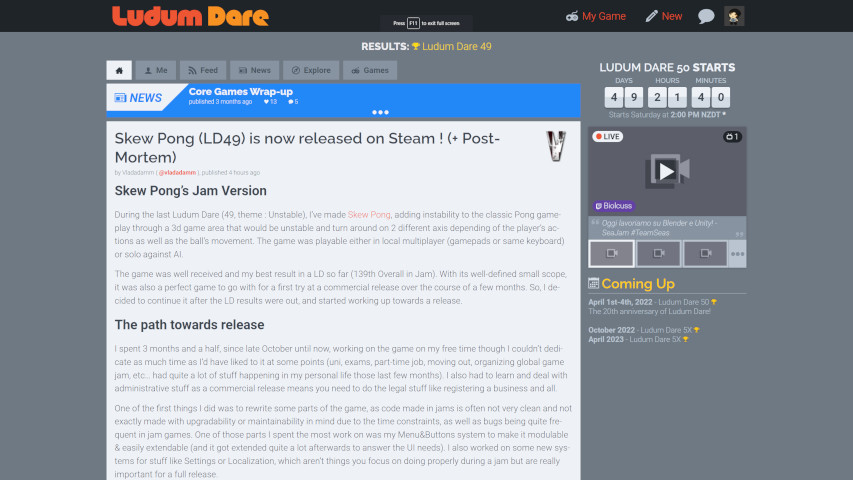 LUDUM DARE
Press F11 to exit full screen
My Game
New
RESULTS: Ludum Dare 49
Me
Feed
News
Explore
Games
NEWS
Core Games Wrap-up
published 3 months ago 13 5
Skew Pong (LD49) is now released on Steam ! (+ Post-
Mortem)
by Vladadamm ( @vladadamm ), published 4 hours ago
Skew Pong's Jam Version
During the last Ludum Dare (49, theme : Unstable), I've made Skew Pong, adding instability to the classic Pong game-
play through a 3d game area that would be unstable and turn around on 2 different axis depending of the player's ac-
tions as well as the ball's movement. The game was playable either in local multiplayer (gamepads or same keyboard)
or solo against AI.
The game was well received and my best result in a LD so far (139th Overall in Jam). With its well-defined small scope,
it was also a perfect game to go with for a first try at a commercial release over the course of a few months. So, I de-
cided to continue it after the LD results were out, and started working up towards a release.
The path towards release
I spent 3 months and a half, since late October until now, working on the game on my free time though I couldn't dedi-
cate as much time as I'd have liked to it at some points (uni, exams, part-time job, moving out, organizing global game
jam, etc... had quite a lot of stuff happening in my personal life those last few months). I also had to learn and deal with
administrative stuff as a commercial release means you need to do the legal stuff like registering a business and all.
One of the first things I did was to rewrite some parts of the game, as code made in jams is often not very clean and not
exactly made with upgradability or maintainability in mind due to the time constraints, as well as bugs being quite fre-
quent in jam games. One of those parts I spent the most work on was my Menu&Buttons system to make it modulable
& easily extendable (and it got extended quite a lot afterwards to answer the UI needs). I also worked on some new sys-
tems for stuff like Settings or Localization, which aren't things you focus on doing properly during a jam but are really
important for a full release.
LUDUM DARE 50 STARTS
DAYS HOURS MINUTES
4 9 2 1 4 0
Starts Saturday at 2:00 PM NZDT *
LIVE
1
Biolcuss
Oggi lavoriamo su Blender e Unity! -
SeaJam #TeamSeas
Coming Up
April 1st-4th, 2022 - Ludum Dare 50
The 20th anniversary of Ludum Dare!
October 2022 - Ludum Dare 5X
April 2023 - Ludum Dare 5X